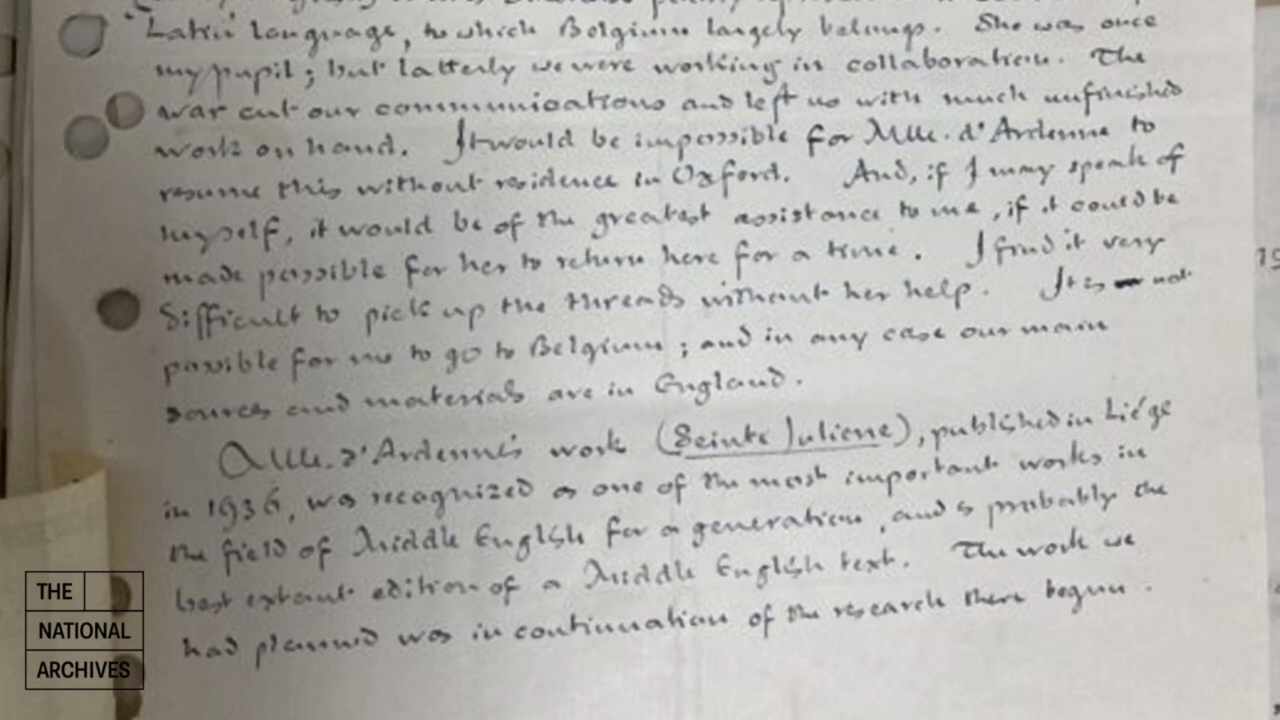 "Latin" language, to which Belgium largely belongs. She was once
my pupil; but latterly we were working in collaboration. The
war cut our communications and left us with much unfinished
work on hand. It would be impossible for Mlle. d'Ardenne to
resume this without residence in Oxford. And, if I may speak of
myself, it would be of the greatest assistance to me, if it could be
made possible for her to return here for a time. I find it very
difficult to pick up the threads without her help. It is not
possible for me to go to Belgium; and in any case our main
sources and materials are in England.
Mlle. d'Ardenne's work (Seinte Juliene), published in Liége
in 1936, was recognized as one of the most important works in
the field of Middle English for a generation, and is probably the
best extant edition of a Middle English text. The work we
had planned was in continuation of the research there begun.
THE
NATIONAL
ARCHIVES